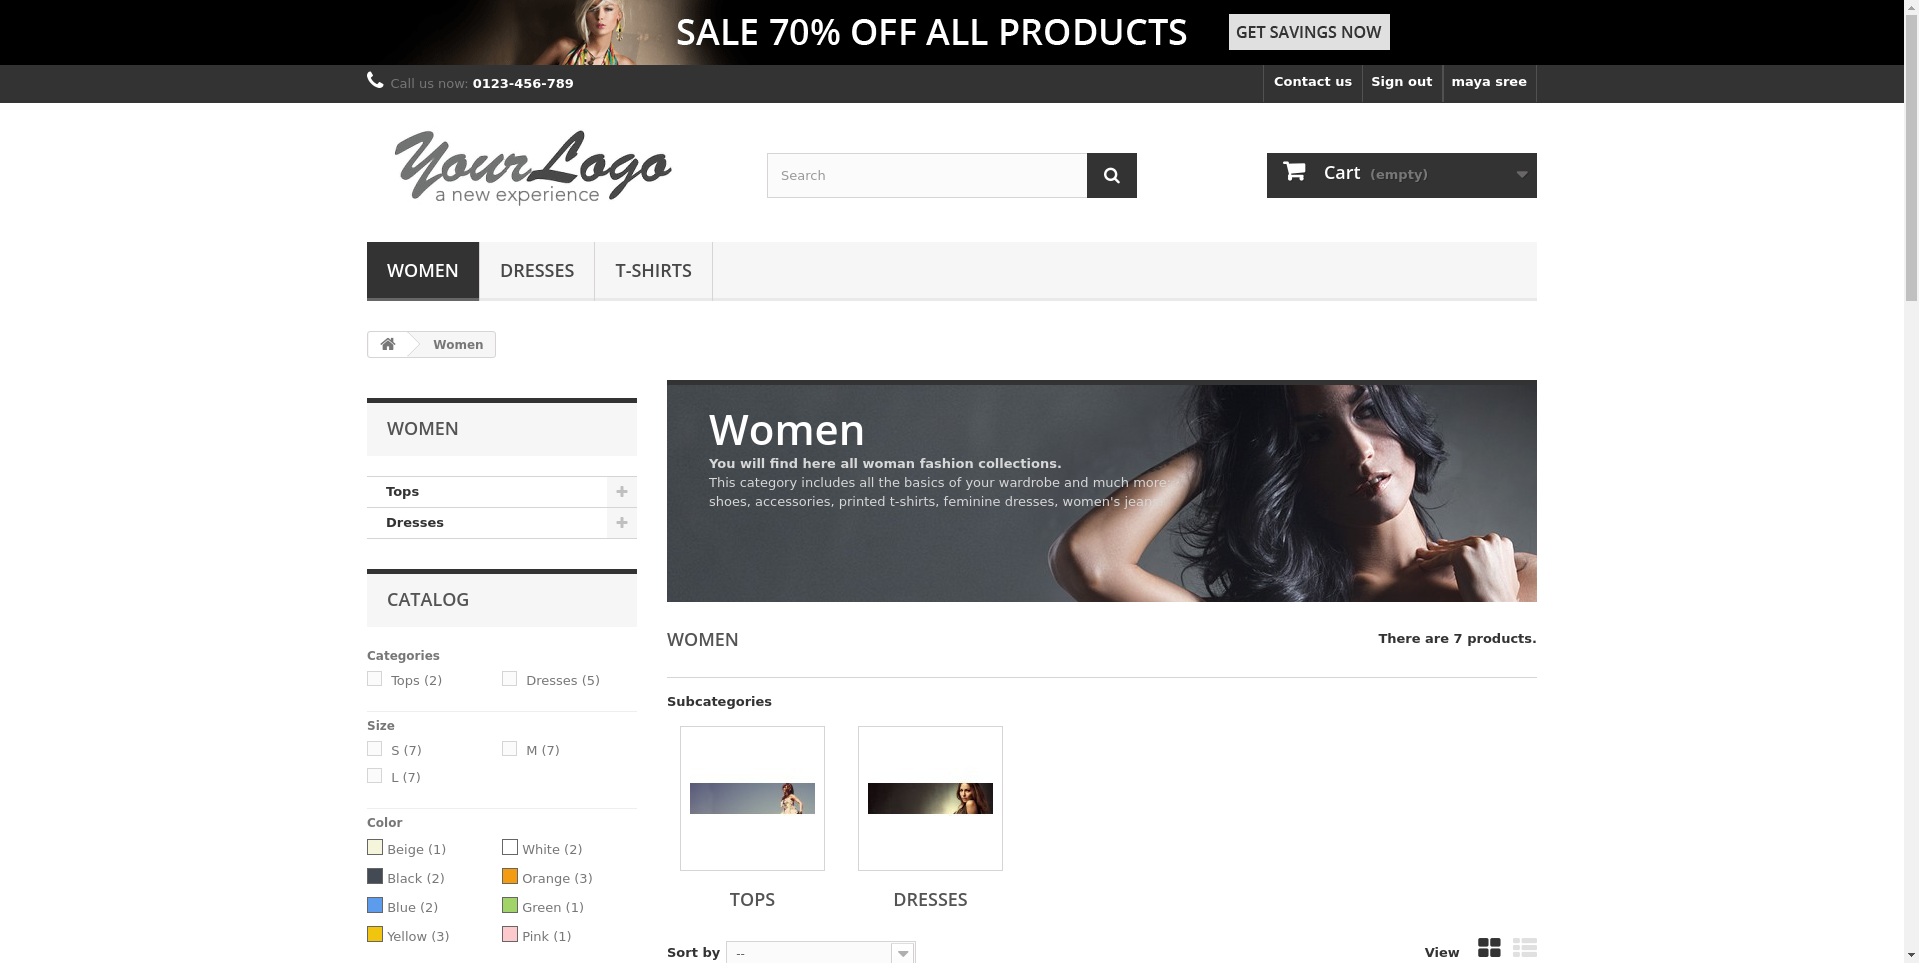 SALE 70% OFF ALL PRODUCTS
GET SAVINGS NOW
Call us now: 0123-456-789
Contact us
Sign out
maya sree
YourLogo
a new experience
Search
Cart (empty)
WOMEN
DRESSES
T-SHIRTS
Women
WOMEN
Tops
Dresses
CATALOG
Categories
Tops (2)
Dresses (5)
Size
S (7)
M (7)
L (7)
Color
Beige (1)
White (2)
Black (2)
Orange (3)
Blue (2)
Green (1)
Yellow (3)
Pink (1)
Women
You will find here all woman fashion collections.
This category includes all the basics of your wardrobe and much more:
shoes, accessories, printed t-shirts, feminine dresses, women's jeans
WOMEN
There are 7 products.
Subcategories
TOPS
DRESSES
Sort by
--
View